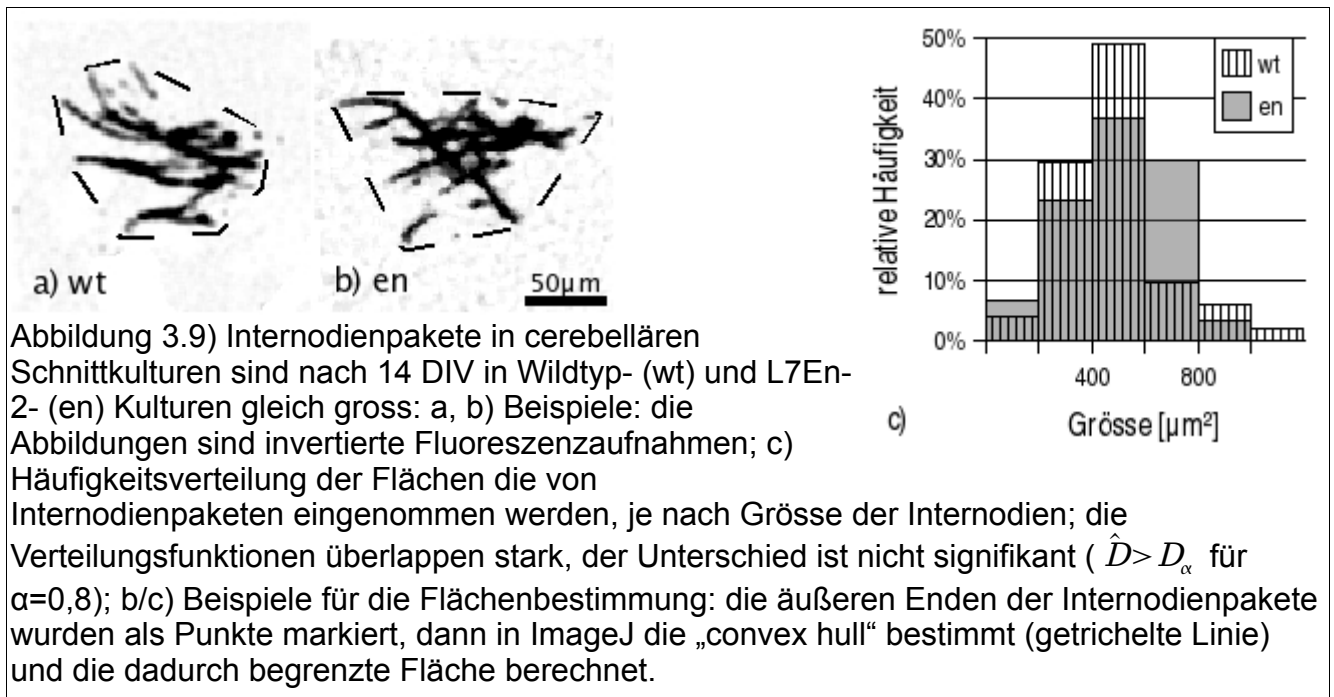 50%
40%
30%
20%
10%
0%
relative Häufigkeit
wt
en
400
800
c)
Grösse [µm²]
a) wt
b) en
50µm
Abbildung 3.9) Internodienpakete in cerebellären
Schnittkulturen sind nach 14 DIV in Wildtyp- (wt) und L7En-
2- (en) Kulturen gleich gross: a, b) Beispiele: die
Abbildungen sind invertierte Fluoreszenzaufnahmen; c)
Häufigkeitsverteilung der Flächen die von
Internodienpaketen eingenommen werden, je nach Grösse der Internodien; die
Verteilungsfunktionen überlappen stark, der Unterschied ist nicht signifikant ( D̂> Dα für
α=0,8); b/c) Beispiele für die Flächenbestimmung: die äußeren Enden der Internodienpakete
wurden als Punkte markiert, dann in ImageJ die „convex hull“ bestimmt (getrichelte Linie)
und die dadurch begrenzte Fläche berechnet.